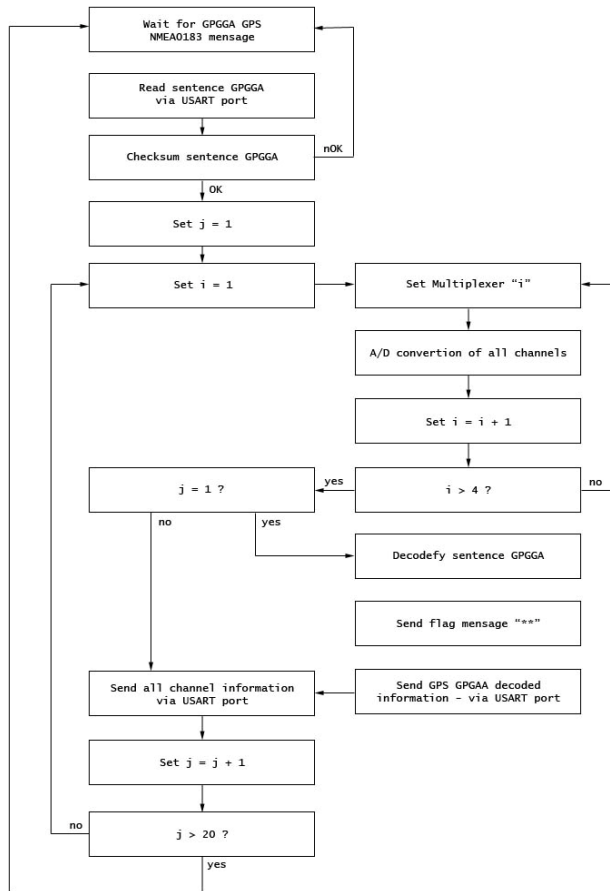 Wait for GPGGA GPS
NMEAO183 mensage
Read sentence GPGGA
via USART port
Checksum sentence GPGGA
nOK
OK
Set j = 1
Set i = 1
Set Multiplexer “i”
A/D convertion of all channels
Set i = i + 1
j = 1 ?
yes
i > 4 ?
no
no
yes
Decodefy sentence GPGGA
Send flag mensage "**"
Send all channel information
via USART port
Send GPS GPGAA decoded
information – via USART port
Set j = j + 1
no
j > 20 ?
yes